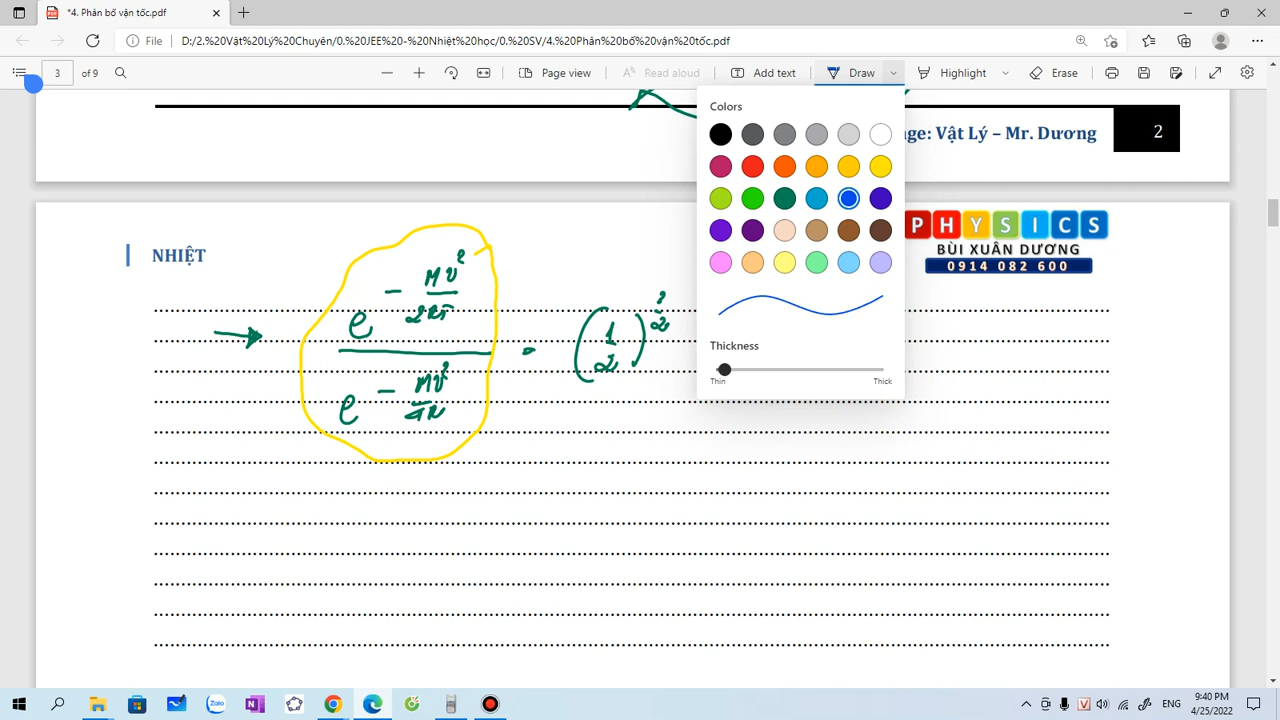 *4. Phân bố vận tốc.pdf
File D:/2.%20Vật%20Lý%20Chuyên/0.%20JEE%20-%20Nhiệt%20học/0.%20SV/4.%20Phân%20bố%20vận%20tốc.pdf
3 of 9 Page view Read aloud Add text Draw Highlight Erase
Colors
age: Vật Lý – Mr. Dương 2
PHYSICS
BÙI XUÂN DƯƠNG
0914 082 600
NHIỆT
Thickness
Thin Thick
ENG
9:40 PM
4/25/2022